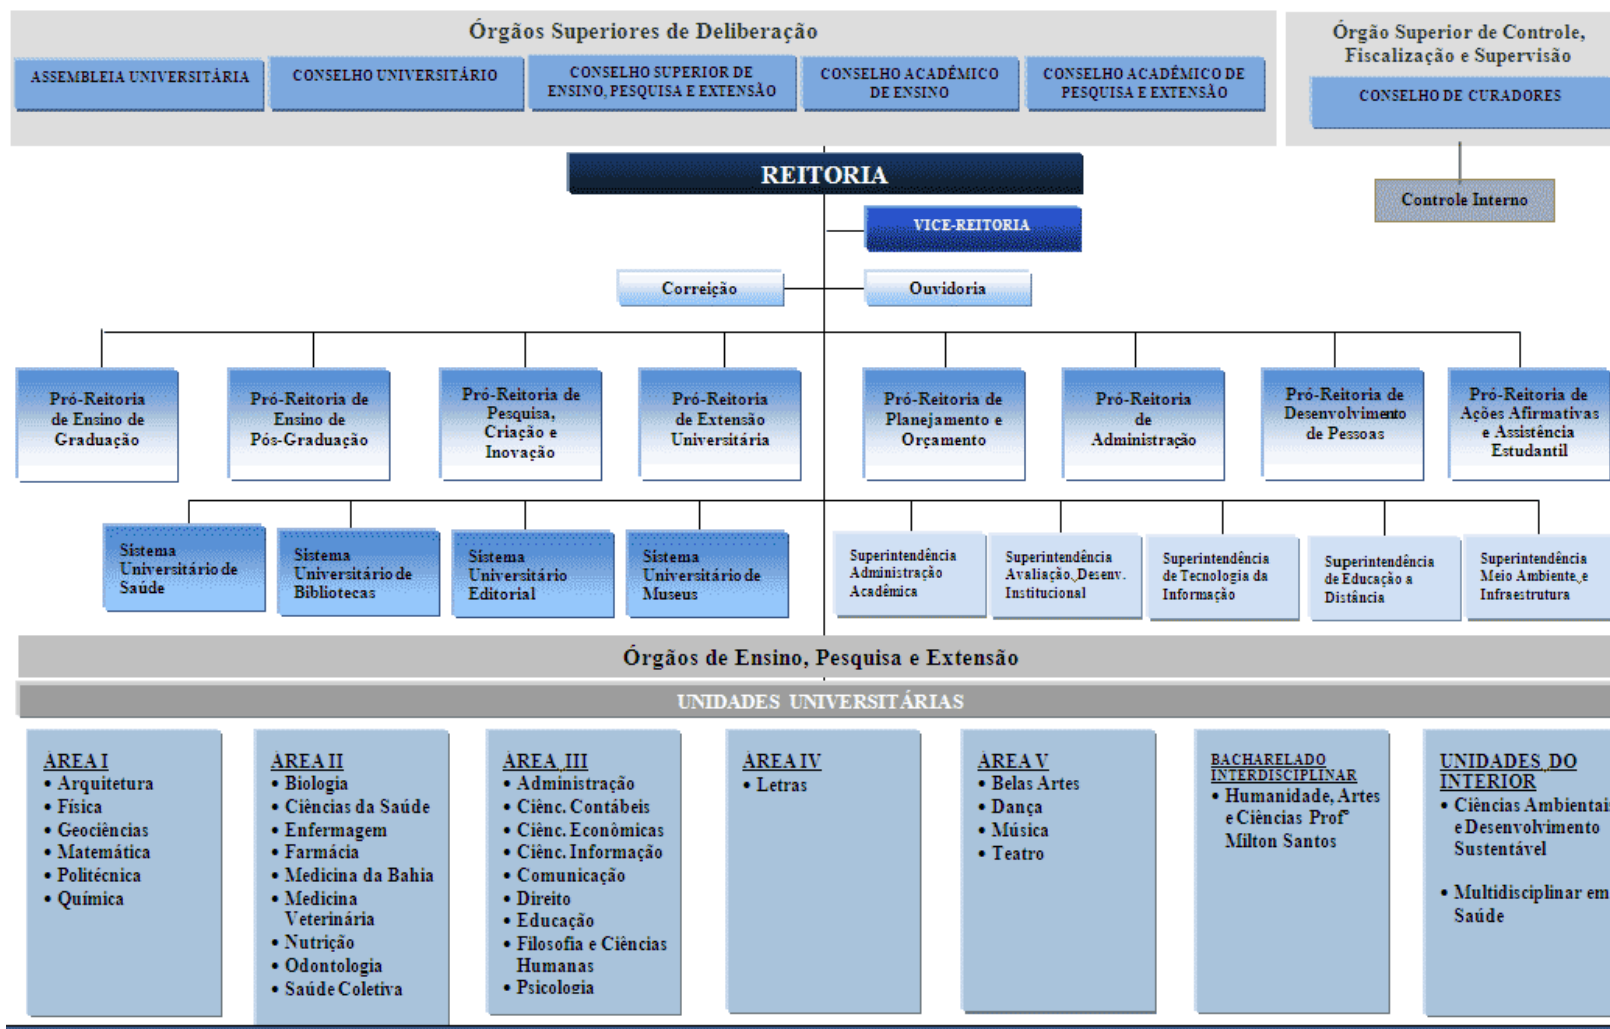 Órgãos Superiores de Deliberação
ASSEMBLEIA UNIVERSITÁRIA
CONSELHO UNIVERSITÁRIO
CONSELHO SUPERIOR DE
ENSINO, PESQUISA E EXTENSÃO
CONSELHO ACADÊMICO
DE ENSINO
CONSELHO ACADÊMICO DE
PESQUISA E EXTENSÃO
Órgão Superior de Controle,
Fiscalização e Supervisão
CONSELHO DE CURADORES
Controle Interno
REITORIA
VICE-REITORIA
Correição
Ouvidoria
Pró-Reitoria
de Ensino de
Graduação
Pró-Reitoria de
Ensino de
Pós-Graduação
Pró-Reitoria de
Pesquisa,
Criação e
Inovação
Pró-Reitoria
de Extensão
Universitária
Pró-Reitoria de
Planejamento e
Orçamento
Pró-Reitoria
de
Administração
Pró-Reitoria de
Desenvolvimento
de Pessoas
Pró-Reitoria de
Ações Afirmativas
e Assistência
Estudantil
Sistema
Universitário de
Saúde
Sistema
Universitário de
Bibliotecas
Sistema
Universitário
Editorial
Sistema
Universitário de
Museus
Superintendência
Administração
Acadêmica
Superintendência
Avaliação, Desenv.
Institucional
Superintendência
de Tecnologia da
Informação
Superintendência
de Educação a
Distância
Superintendência
Meio Ambiente, e
Infraestrutura
Órgãos de Ensino, Pesquisa e Extensão
UNIDADES UNIVERSITÁRIAS
ÁREA I
• Arquitetura
• Física
• Geociências
• Matemática
• Politécnica
• Química
ÁREA II
• Biologia
• Ciências da Saúde
• Enfermagem
• Farmácia
• Medicina da Bahia
• Medicina
Veterinária
• Nutrição
• Odontologia
• Saúde Coletiva
ÁREA III
• Administração
• Ciênc. Contábeis
• Ciênc. Econômicas
• Ciênc. Informação
• Comunicação
• Direito
• Educação
• Filosofia e Ciências
Humanas
• Psicologia
ÁREA IV
• Letras
ÁREA V
• Belas Artes
• Dança
• Música
• Teatro
BACHARELADO
INTERDISCIPLINAR
• Humanidade, Artes
e Ciências Profº
Milton Santos
UNIDADES DO
INTERIOR
• Ciências Ambientais
e Desenvolvimento
Sustentável
• Multidisciplinar em
Saúde